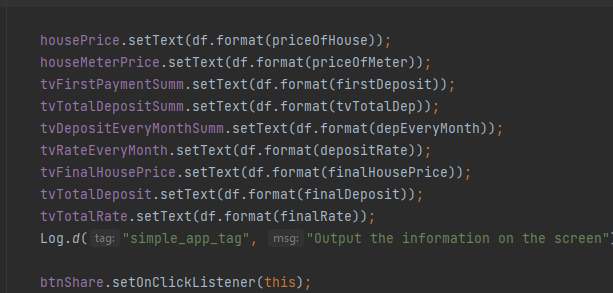 housePrice.setText(df.format(priceOfHouse));
houseMeterPrice.setText(df.format(priceOfMeter));
tvFirstPaymentSumm.setText(df.format(firstDeposit));
tvTotalDepositSumm.setText(df.format(tvTotalDep));
tvDepositEveryMonthSumm.setText(df.format(depEveryMonth));
tvRateEveryMonth.setText(df.format(depositRate));
tvFinalHousePrice.setText(df.format(finalHousePrice));
tvTotalDeposit.setText(df.format(finalDeposit));
tvTotalRate.setText(df.format(finalRate));
Log.d( tag: "simple_app_tag", msg: "Output the information on the screen")
btnShare.setOnClickListener(this);